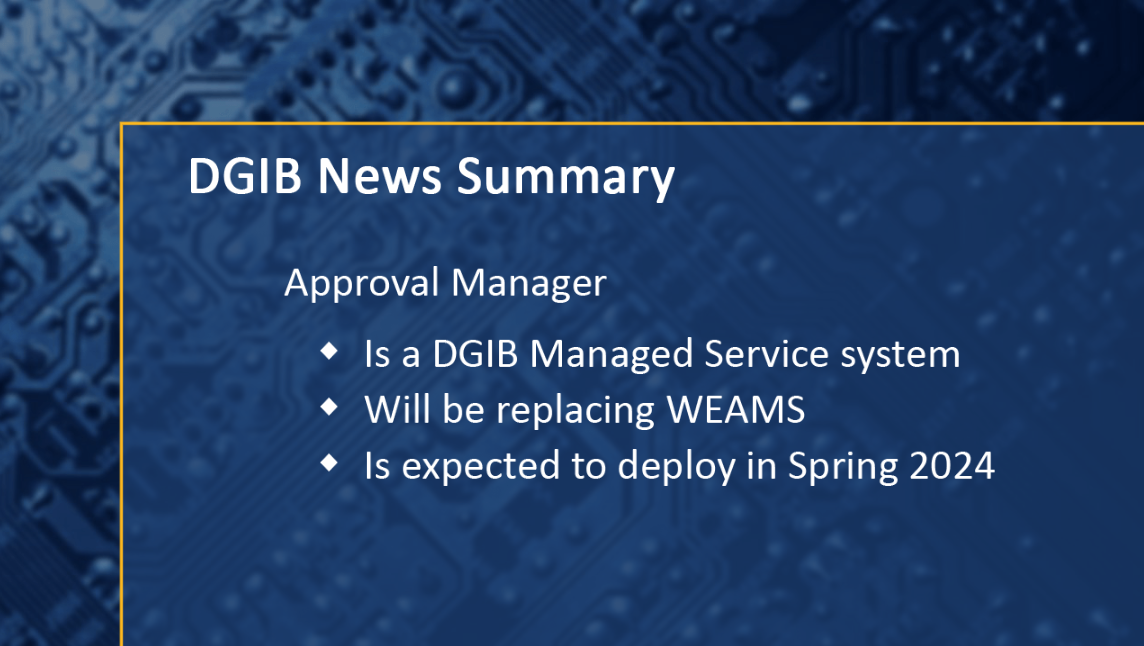 DGIB News Summary
Approval Manager
◆ Is a DGIB Managed Service system
◆ Will be replacing WEAMS
◆ Is expected to deploy in Spring 2024